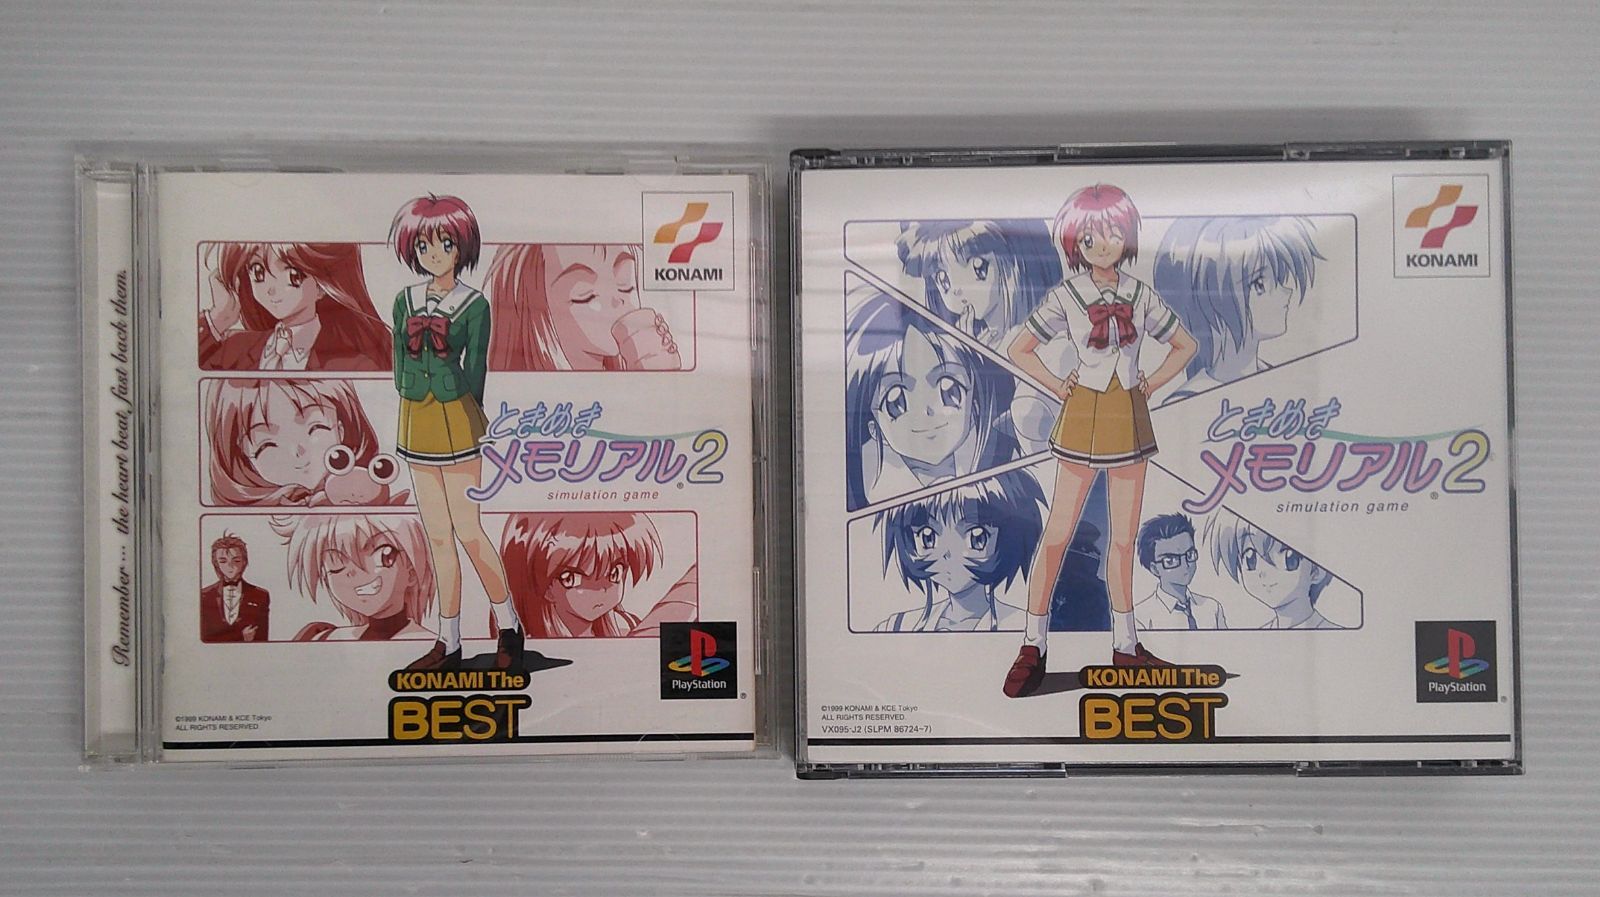 Remember… the heart beat, fast back them.
KONAMI
ときめき
メモリアル®2
simulation game
PlayStation®
KONAMI The
BEST
©1999 KONAMI & KCE Tokyo
ALL RIGHTS RESERVED.
KONAMI
ときめき
メモリアル®2
simulation game
PlayStation®
KONAMI The
BEST
©1999 KONAMI & KCE Tokyo
ALL RIGHTS RESERVED.
VX095-J2 (SLPM 86724~7)